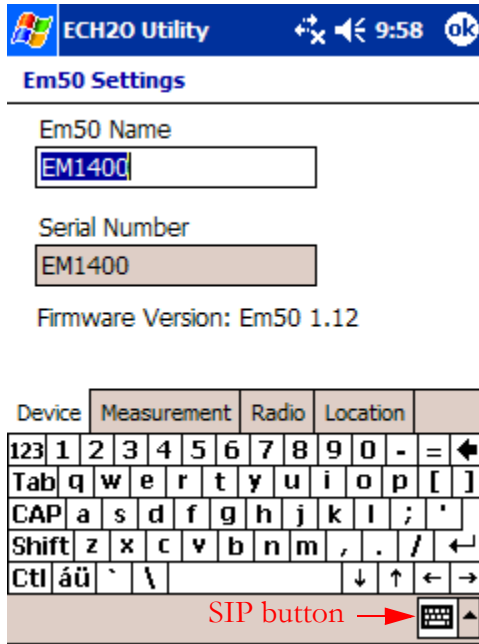 ECH2O Utility 9:58 ok
Em50 Settings
Em50 Name
EM1400
Serial Number
EM1400
Firmware Version: Em50 1.12
Device Measurement Radio Location
123 1 2 3 4 5 6 7 8 9 0 - =
Tab q w e r t y u i o p [ ]
CAP a s d f g h j k l ; '
Shift z x c v b n m , . /
Ctl áü ` \
SIP button